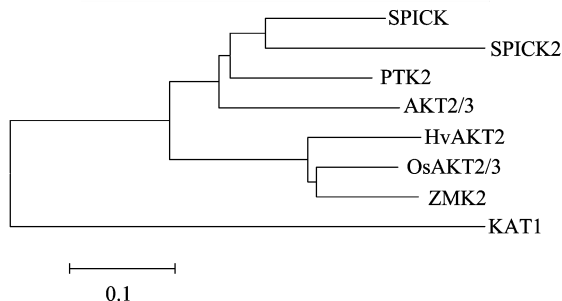 SPICK
SPICK2
PTK2
AKT2/3
HvAKT2
OsAKT2/3
ZMK2
KAT1
0.1